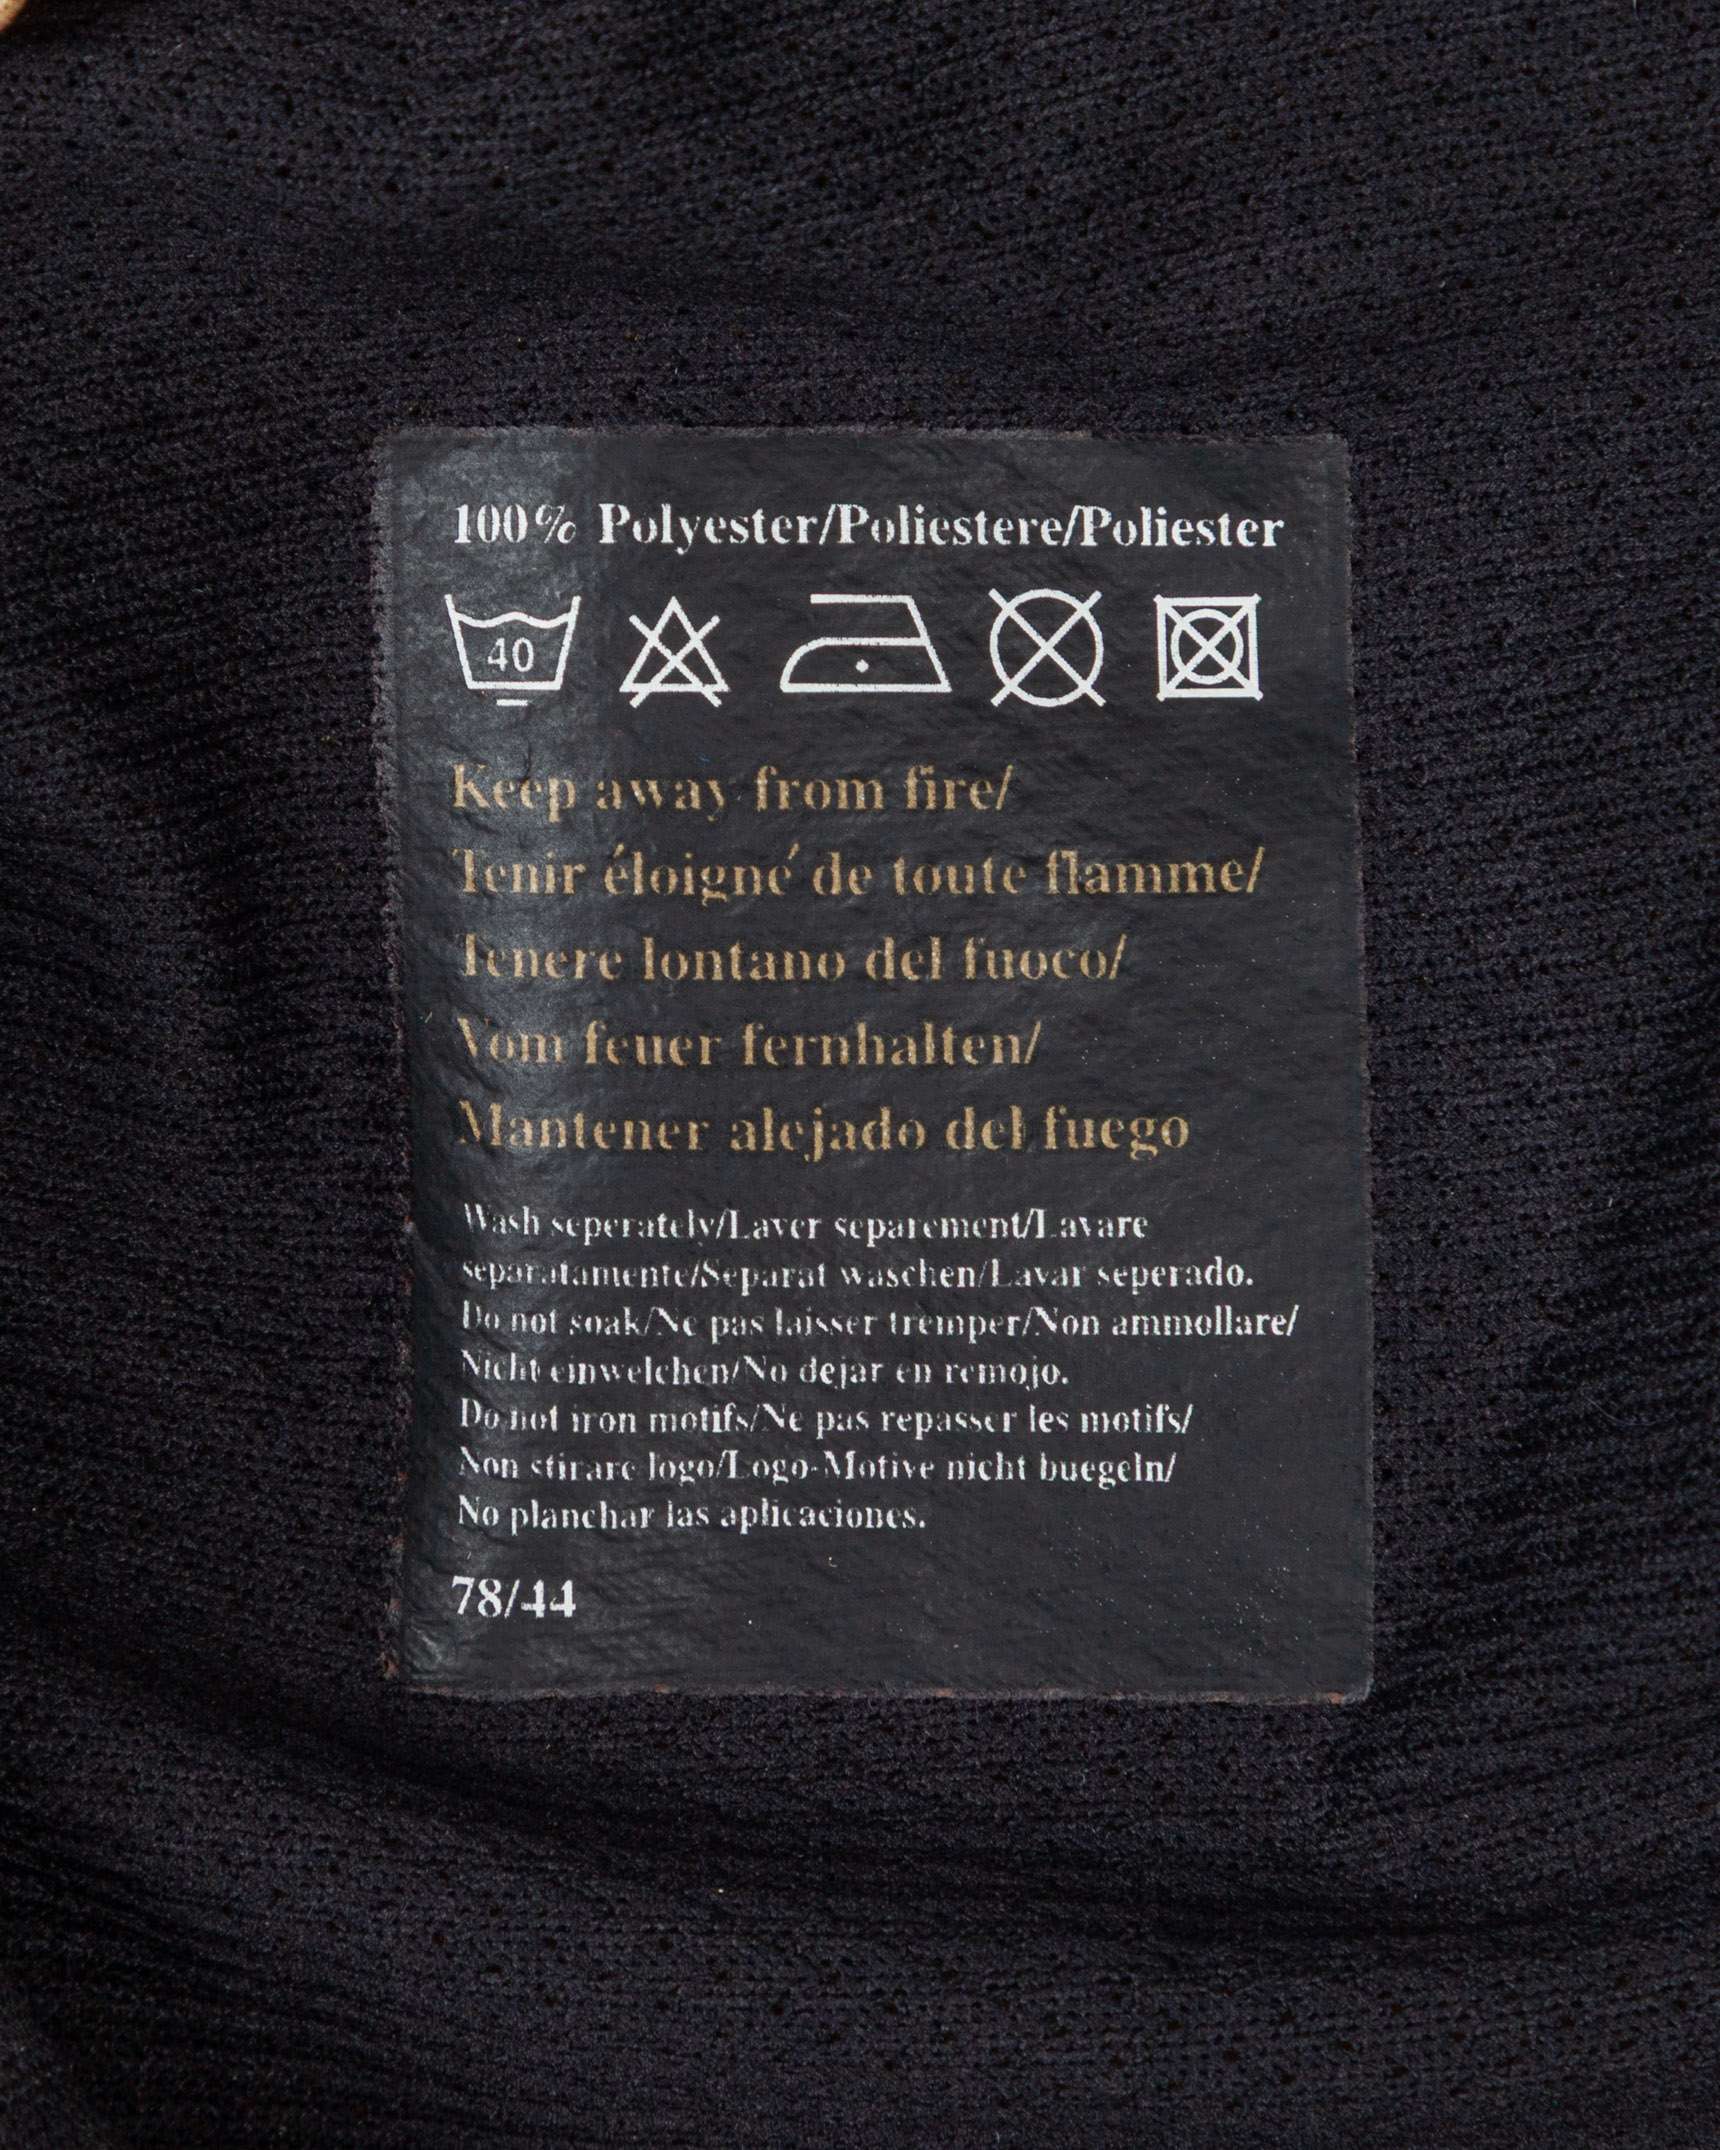 100% Polyester/Poliestere/Poliester
40
Keep away from fire/
Tenir éloigné de toute flamme/
Tenere lontano del fuoco/
Vom feuer fernhalten/
Mantener alejado del fuego
Wash seperately/Laver separement/Lavare
separatamente/Separat waschen/Lavar seperado.
Do not soak/Ne pas laisser tremper/Non ammollare/
Nicht einwelchen/No dejar en remojo.
Do not iron motifs/Ne pas repasser les motifs/
Non stirare logo/Logo-Motive nicht buegeln/
No planchar las aplicaciones.
78/44